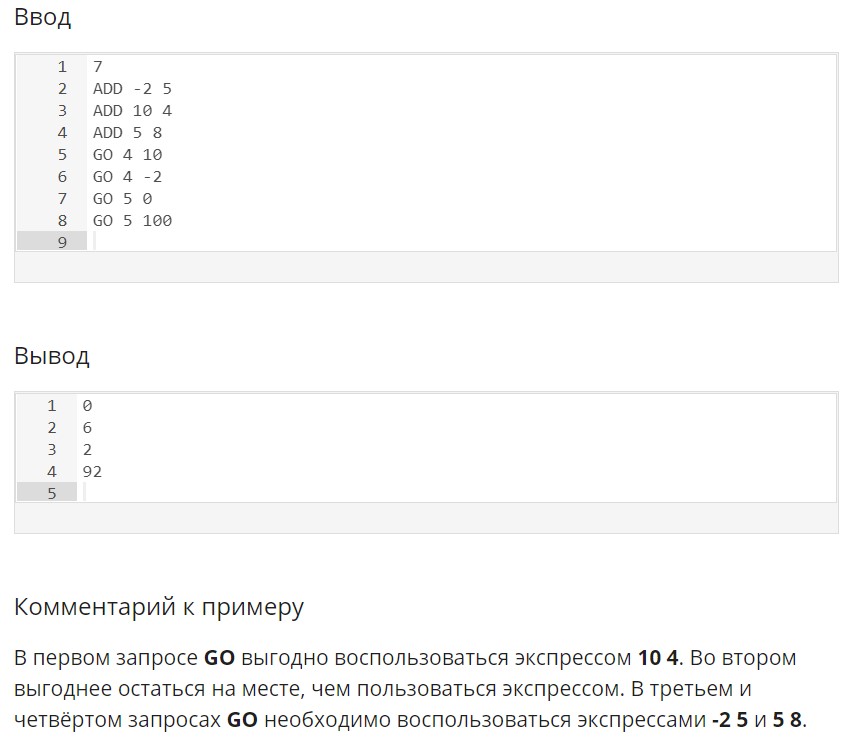 Ввод
1 7
2 ADD -2 5
3 ADD 10 4
4 ADD 5 8
5 GO 4 10
6 GO 4 -2
7 GO 5 0
8 GO 5 100
9
Вывод
1 0
2 6
3 2
4 92
5
Комментарий к примеру
В первом запросе GO выгодно воспользоваться экспрессом 10 4. Во втором
выгоднее остаться на месте, чем пользоваться экспрессом. В третьем и
четвёртом запросах GO необходимо воспользоваться экспрессами -2 5 и 5 8.